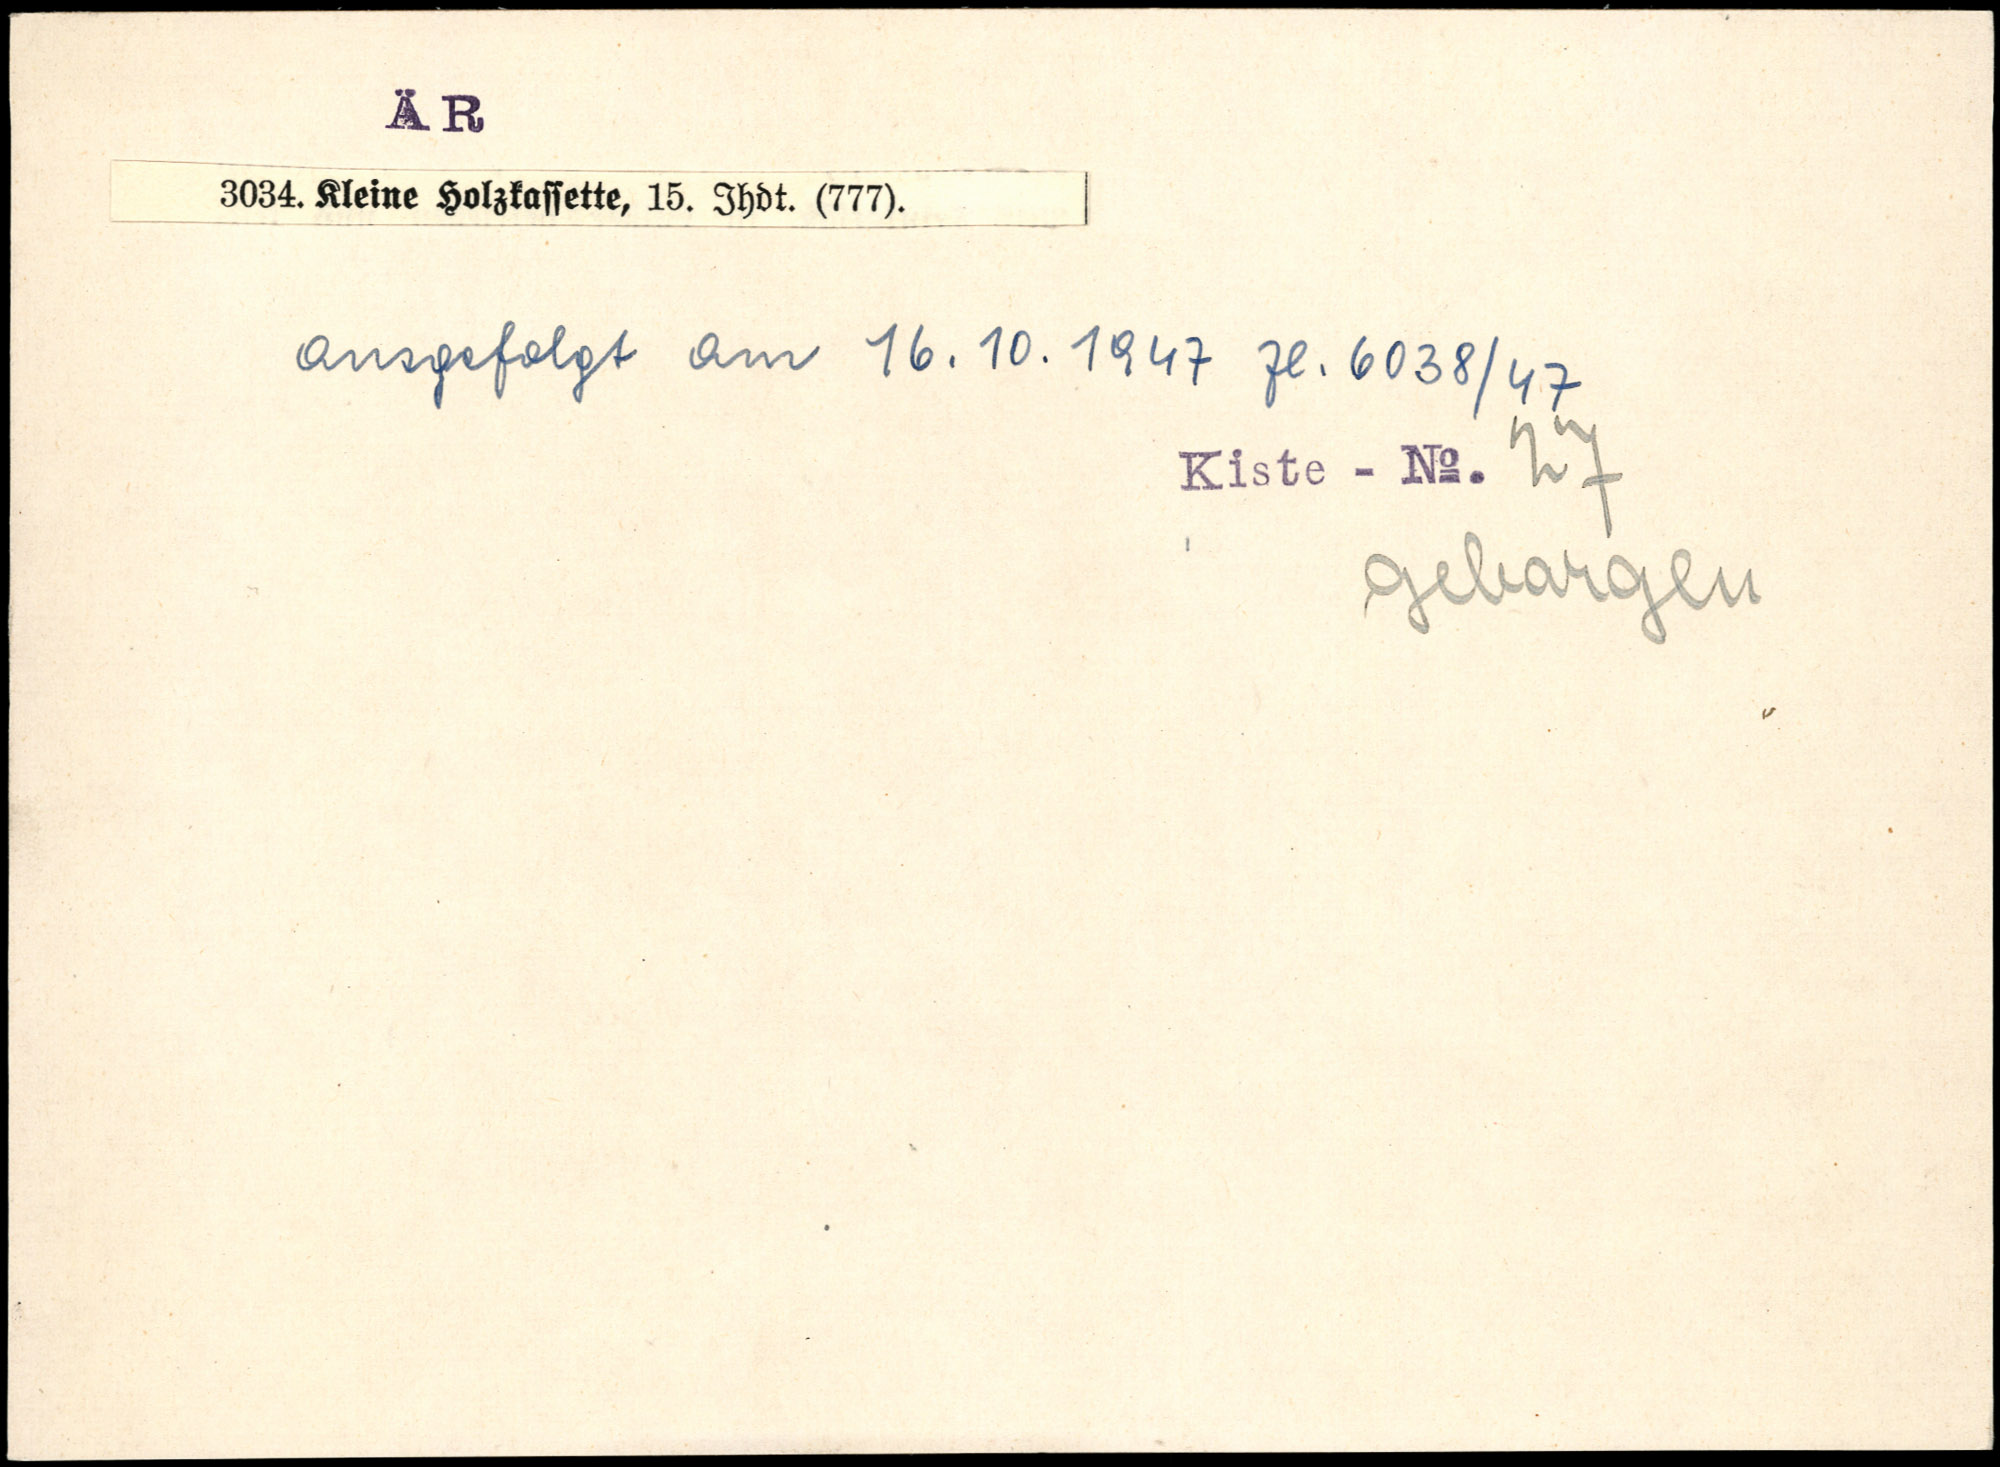 ÄR
3034. Kleine Holzkassette, 15. Jhdt. (777).
ausgefolgt am 16.10.1947 Zl. 6038/47
Kiste - No. 27
geborgen